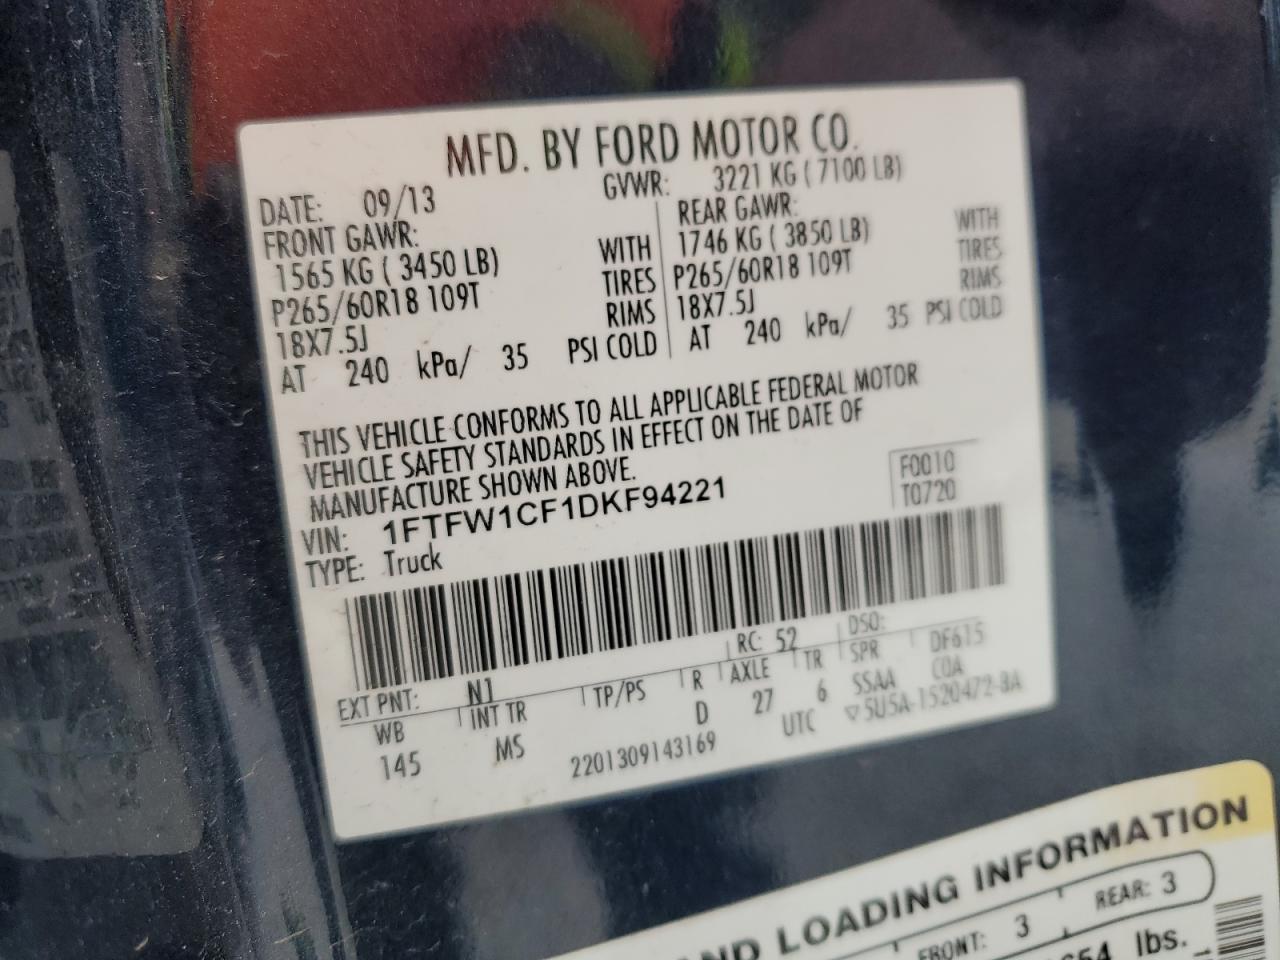 MFD. BY FORD MOTOR CO.
DATE: 09/13 GVWR: 3221 KG ( 7100 LB)
FRONT GAWR: REAR GAWR:
1565 KG ( 3450 LB) WITH 1746 KG ( 3850 LB) WITH
P265/60R18 109T TIRES P265/60R18 109T TIRES
18X7.5J RIMS 18X7.5J RIMS
AT 240 kPa/ 35 PSI COLD AT 240 kPa/ 35 PSI COLD
THIS VEHICLE CONFORMS TO ALL APPLICABLE FEDERAL MOTOR
VEHICLE SAFETY STANDARDS IN EFFECT ON THE DATE OF
MANUFACTURE SHOWN ABOVE.
VIN: 1FTFW1CF1DKF94221
TYPE: Truck
F0010
T0720
EXT PNT: N1 RC: 52 DSO:
WB INT TR TP/PS R AXLE TR SPR DF615
145 MS D 27 6 SSAA COA
2201309143169 UTC ▽5U5A-1520472-BA
AND LOADING INFORMATION
FRONT: 3 REAR: 3
lbs.